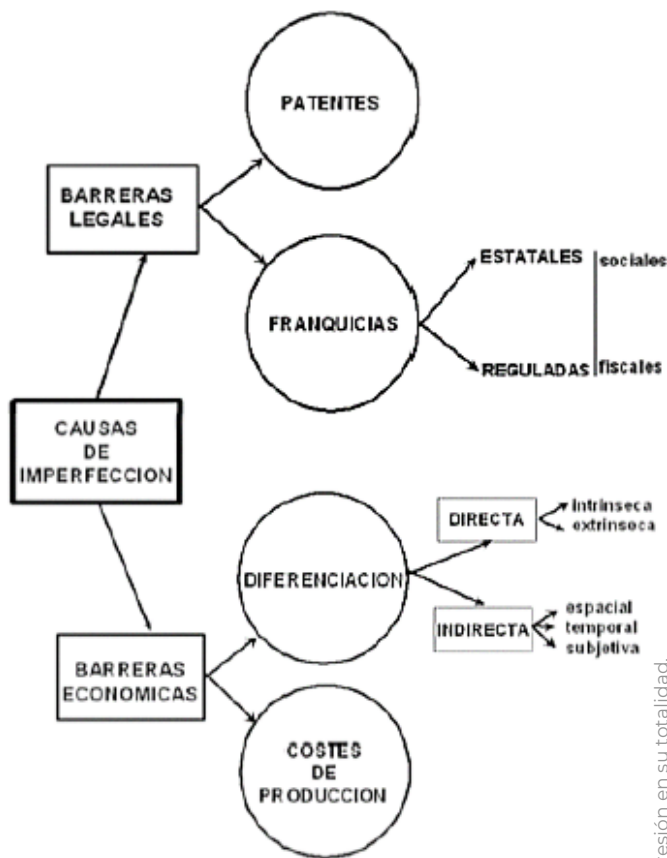 PATENTES
BARRERAS
LEGALES
FRANQUICIAS
ESTATALES
sociales
REGULADAS
fiscales
CAUSAS
DE
IMPERFECCION
DIFERENCIACION
DIRECTA
intrinseca
extrinseca
INDIRECTA
espacial
temporal
subjetiva
BARRERAS
ECONOMICAS
COSTES
DE
PRODUCCION
esión en su totalidad.